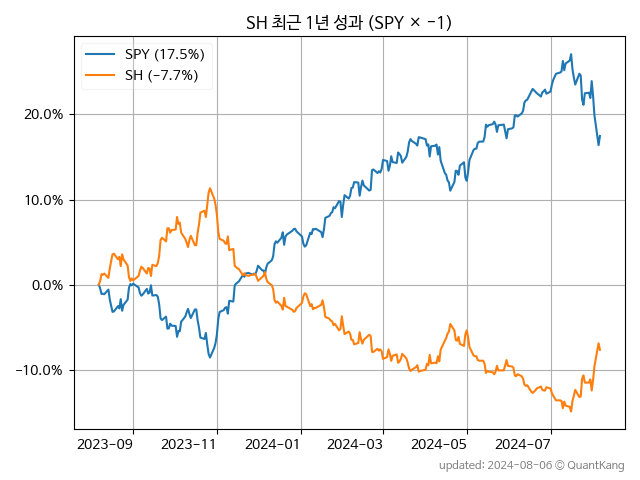 SH 최근 1년 성과 (SPY × −1)
SPY (17.5%)
SH (−7.7%)
20.0%
10.0%
0.0%
−10.0%
2023-09
2023-11
2024-01
2024-03
2024-05
2024-07
updated: 2024-08-06 © QuantKang